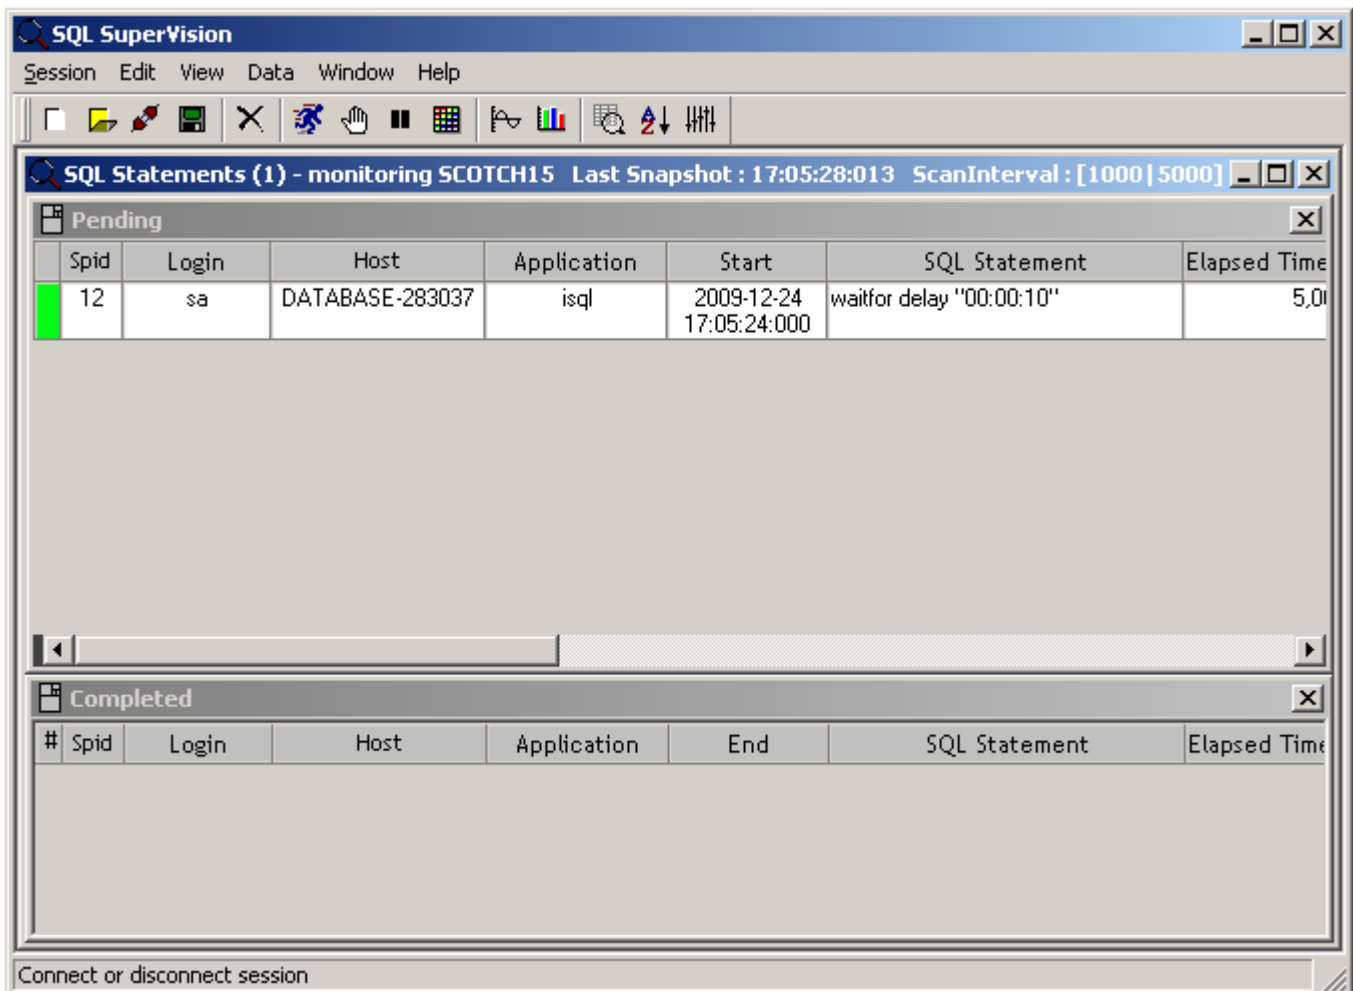 SQL SuperVision
Session Edit View Data Window Help
SQL Statements (1) - monitoring SCOTCH15 Last Snapshot : 17:05:28:013 ScanInterval : [1000|5000]
Pending
Spid Login Host Application Start SQL Statement Elapsed Time
12 sa DATABASE-283037 isql 2009-12-24 waitfor delay "00:00:10" 5,00
17:05:24:000
Completed
# Spid Login Host Application End SQL Statement Elapsed Time
Connect or disconnect session